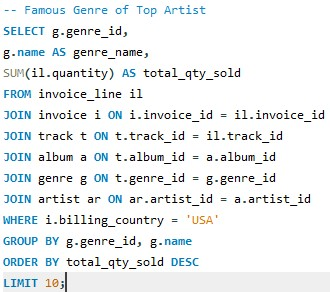 -- Famous Genre of Top Artist
SELECT g.genre_id,
g.name AS genre_name,
SUM(il.quantity) AS total_qty_sold
FROM invoice_line il
JOIN invoice i ON i.invoice_id = il.invoice_id
JOIN track t ON t.track_id = il.track_id
JOIN album a ON t.album_id = a.album_id
JOIN genre g ON t.genre_id = g.genre_id
JOIN artist ar ON ar.artist_id = a.artist_id
WHERE i.billing_country = 'USA'
GROUP BY g.genre_id, g.name
ORDER BY total_qty_sold DESC
LIMIT 10;